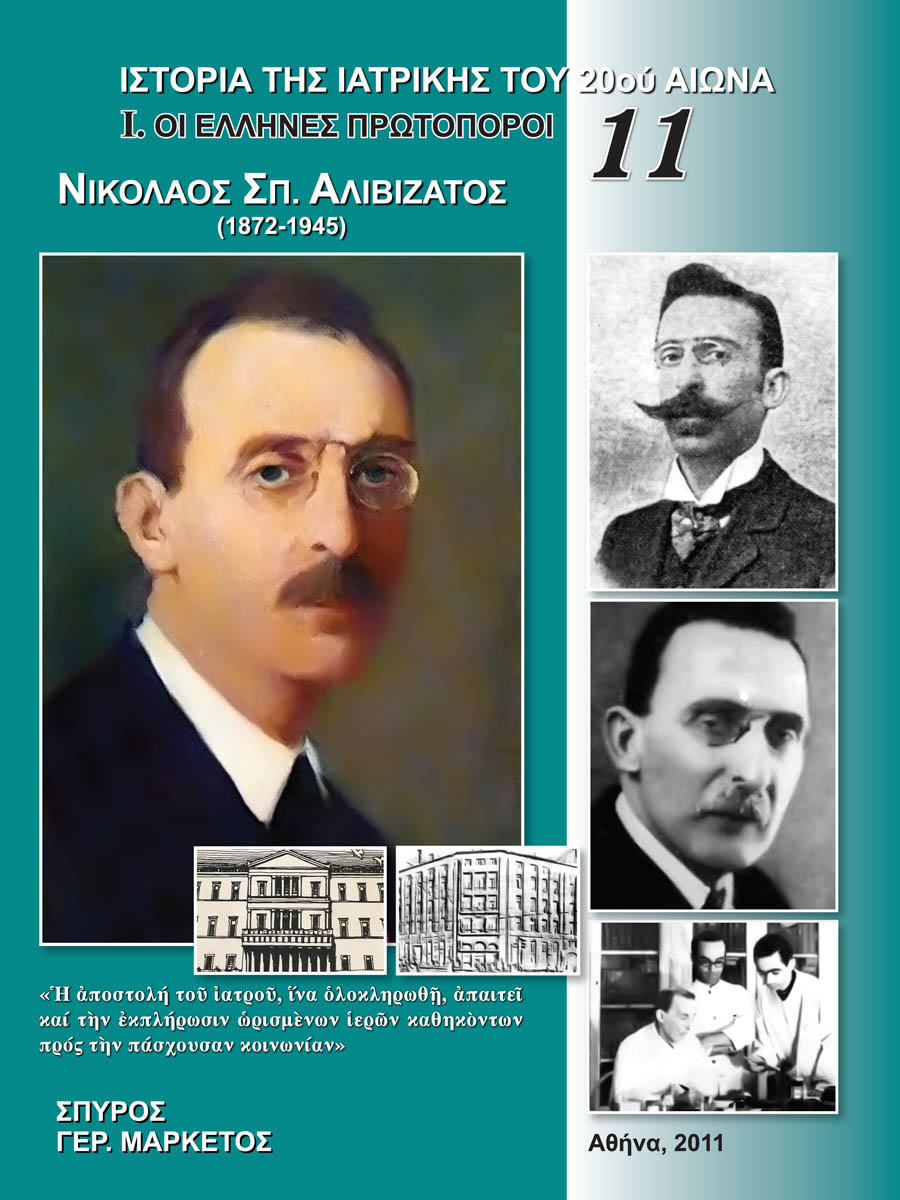 ΙΣΤΟΡΙΑ ΤΗΣ ΙΑΤΡΙΚΗΣ ΤΟΥ 20ού ΑΙΩΝΑ
Ι. ΟΙ ΕΛΛΗΝΕΣ ΠΡΩΤΟΠΟΡΟΙ
11
ΝΙΚΟΛΑΟΣ ΣΠ. ΑΛΙΒΙΖΑΤΟΣ
(1872-1945)
«Ἡ ἀποστολή τοῦ ἰατροῦ, ἵνα ὁλοκληρωθῇ, ἀπαιτεῖ
καί τὴν ἐκπλήρωσιν ὡρισμένων ἱερῶν καθηκὸντων
πρός τὴν πάσχουσαν κοινωνίαν»
ΣΠΥΡΟΣ
ΓΕΡ. ΜΑΡΚΕΤΟΣ
Αθήνα, 2011